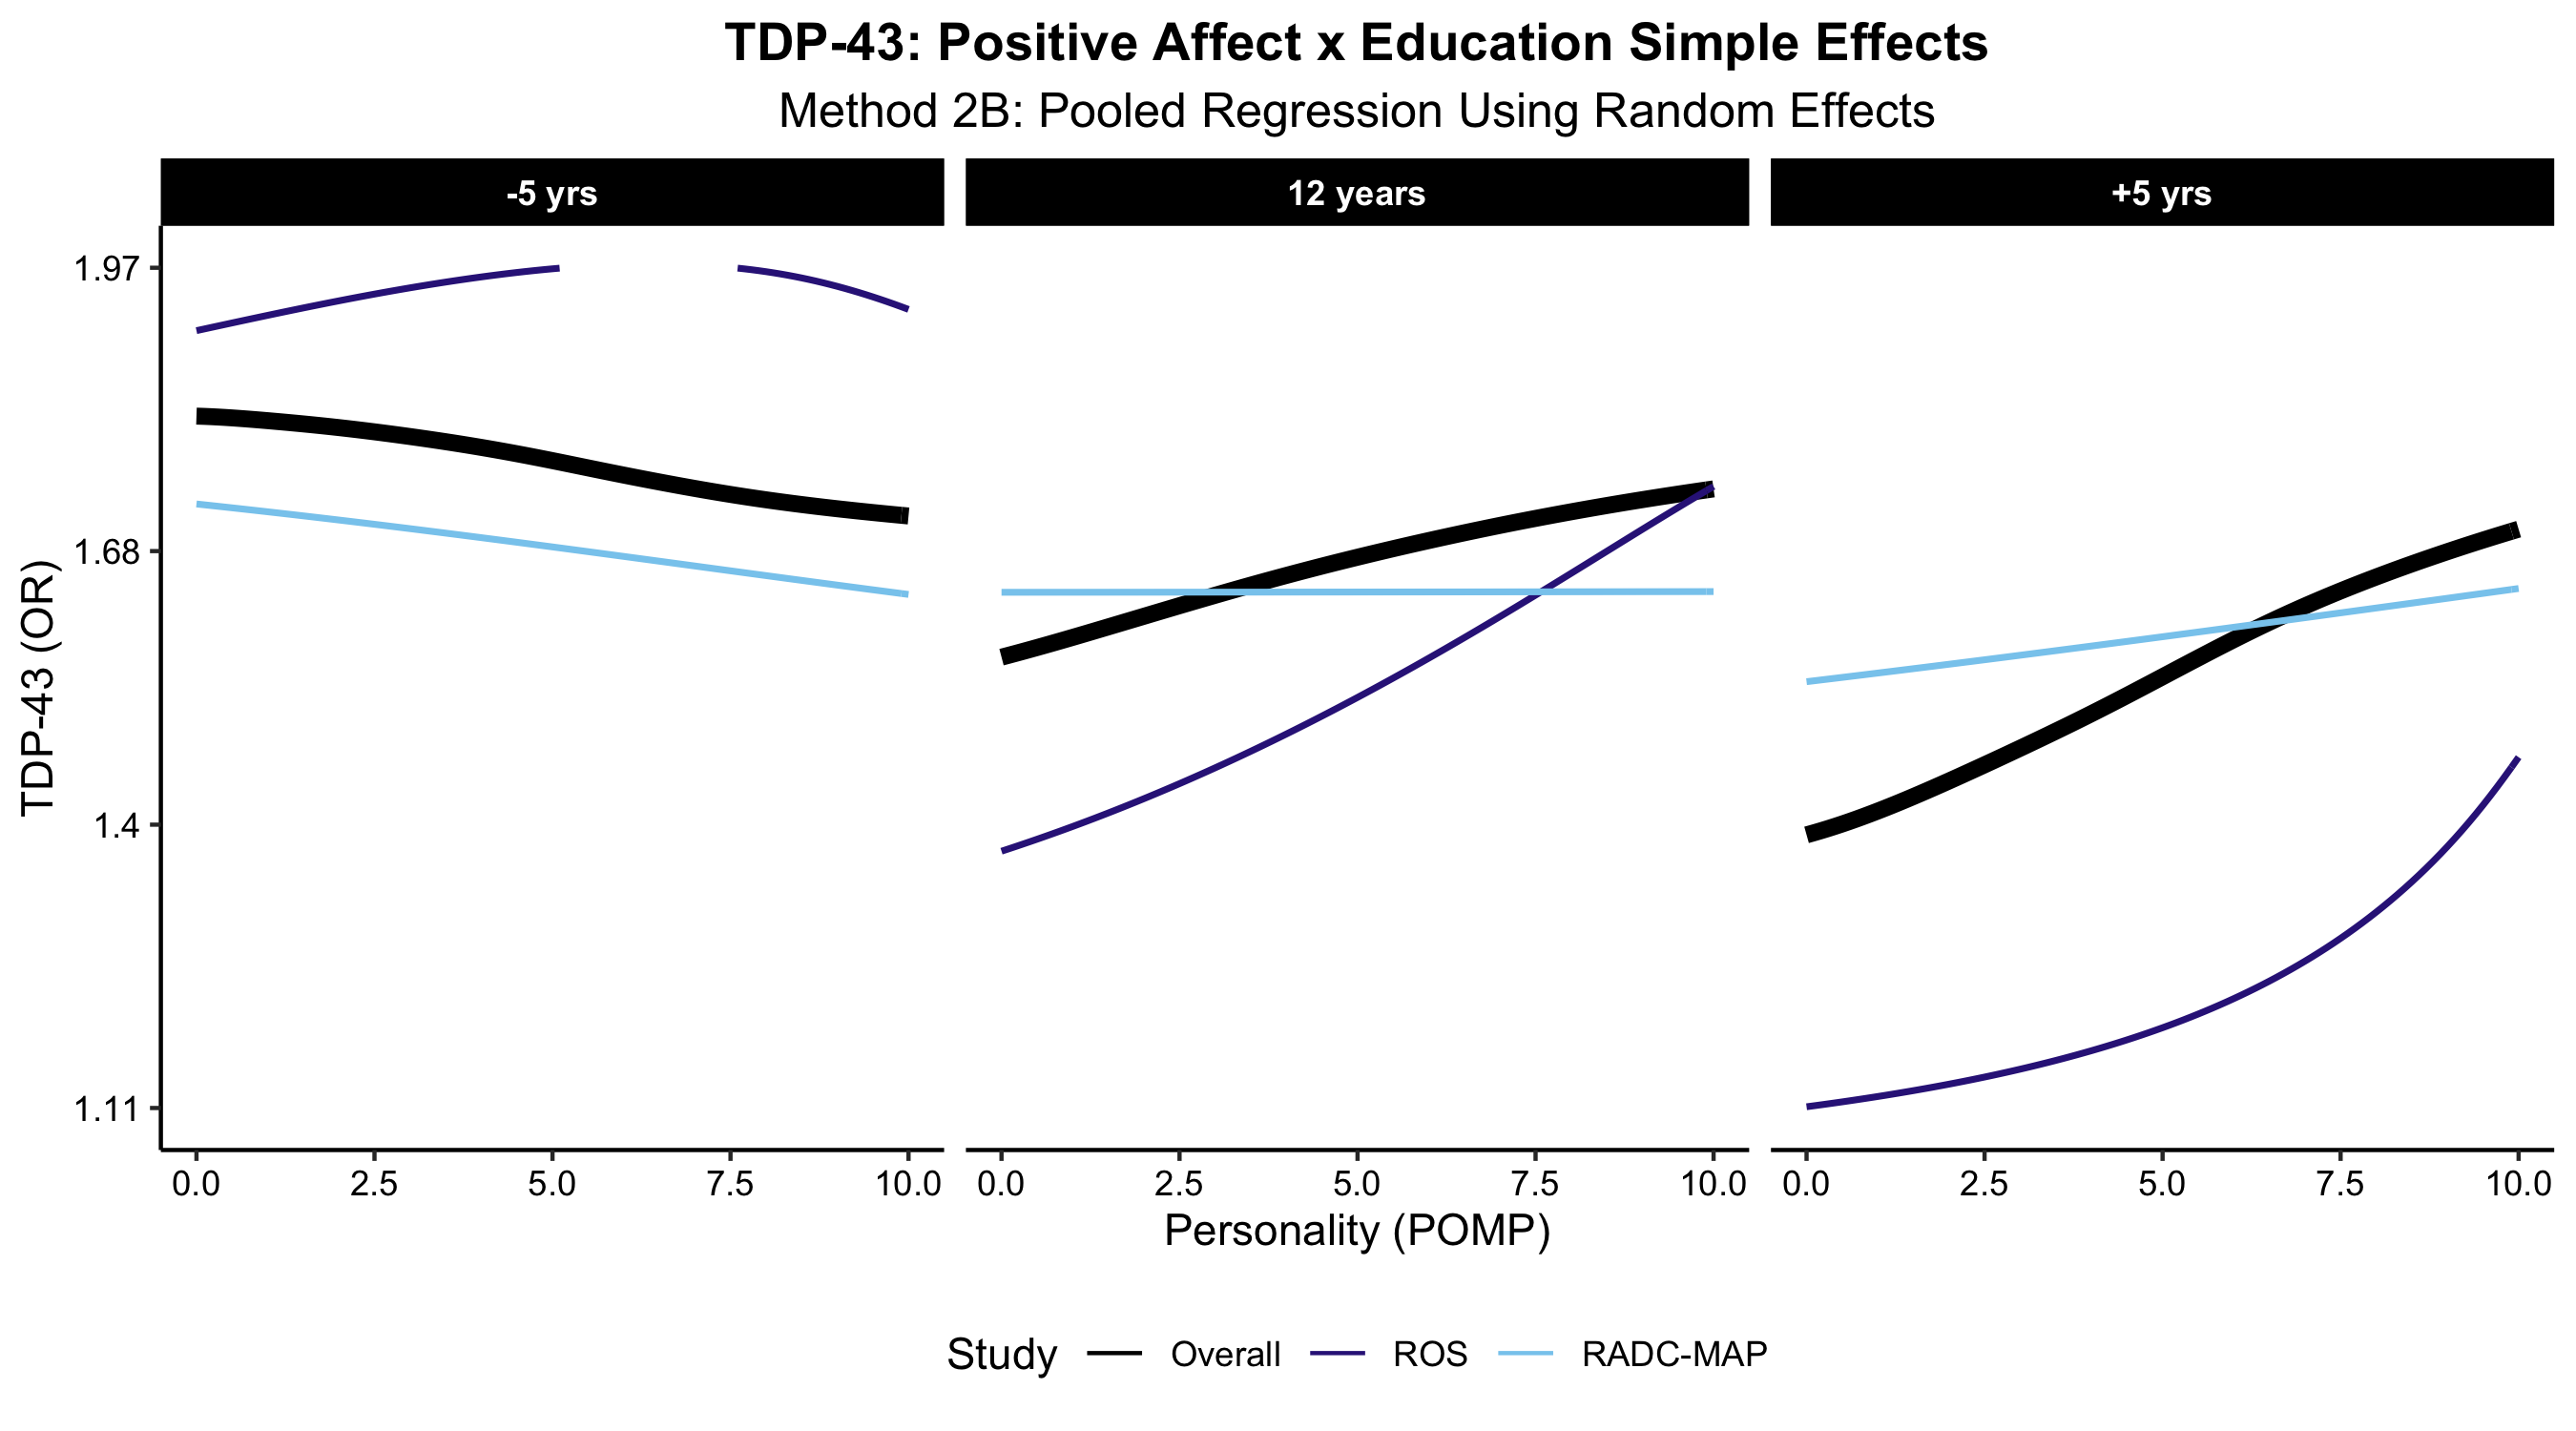 TDP-43: Positive Affect x Education Simple Effects
Method 2B: Pooled Regression Using Random Effects
-5 yrs 12 years +5 yrs
1.97
1.68
1.4
1.11
TDP-43 (OR)
0.0 2.5 5.0 7.5 10.0 0.0 2.5 5.0 7.5 10.0 0.0 2.5 5.0 7.5 10.0
Personality (POMP)
Study Overall ROS RADC-MAP